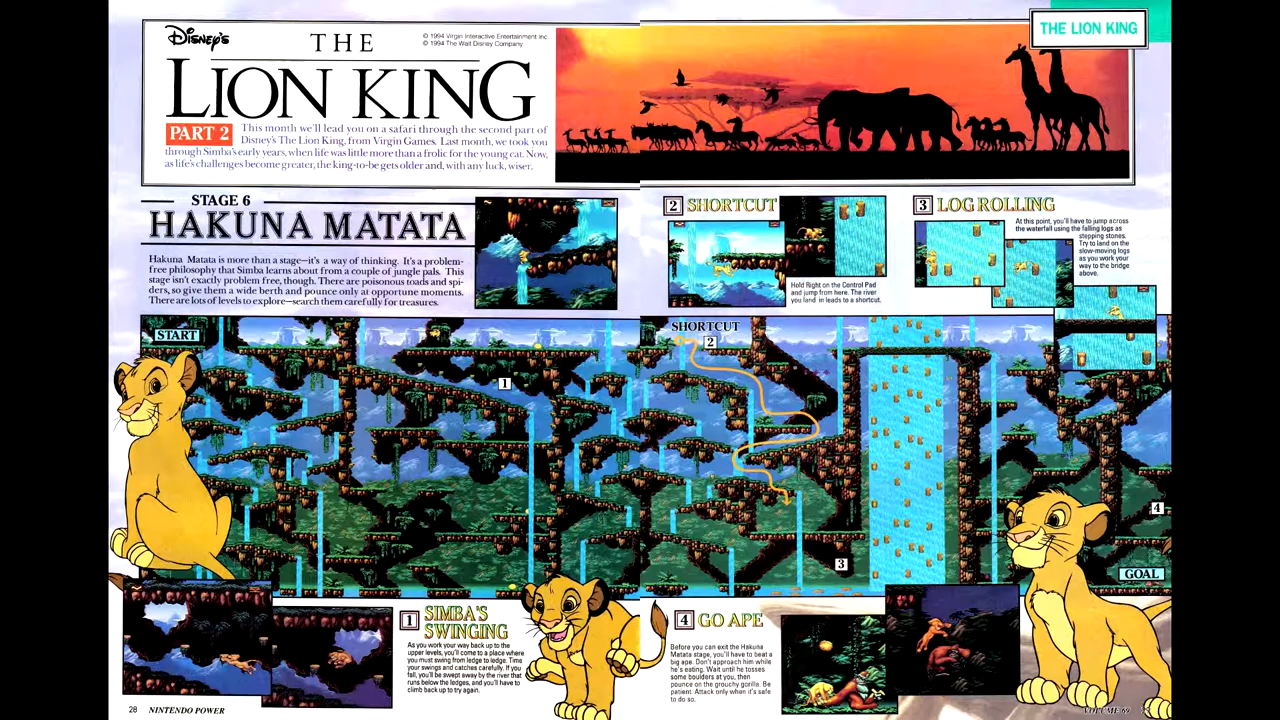 DISNEY'S
THE
LION KING
© 1994 Virgin Interactive Entertainment Inc.
© 1994 The Walt Disney Company
THE LION KING
PART 2 This month we'll lead you on a safari through the second part of
Disney's The Lion King, from Virgin Games. Last month, we took you
through Simba's early years, when life was little more than a frolic for the young cat. Now,
as life's challenges become greater, the king-to-be gets older and, with any luck, wiser.
STAGE 6
HAKUNA MATATA
Hakuna Matata is more than a stage—it's a way of thinking. It's a problem-
free philosophy that Simba learns about from a couple of jungle pals. This
stage isn't exactly problem free, though. There are poisonous toads and spi-
ders, so give them a wide berth and pounce only at opportune moments.
There are lots of levels to explore—search them carefully for treasures.
2 SHORTCUT
Hold Right on the Control Pad
and jump from here. The river
you land in leads to a shortcut.
3 LOG ROLLING
At this point, you'll have to jump across
the waterfall using the falling logs as
stepping stones.
Try to land on the
slow-moving logs
as you work your
way to the bridge
above.
START
1
SHORTCUT
2
3
4
GOAL
1 SIMBA'S
SWINGING
As you work your way back up to the
upper levels, you'll come to a place where
you must swing from ledge to ledge. Time
your swings and catches carefully. If you
fall, you'll be swept away by the river that
runs below the ledges, and you'll have to
climb back up to try again.
4 GO APE
Before you can exit the Hakuna
Matata stage, you'll have to beat a
big ape. Don't approach him while
he's eating. Wait until he tosses
some boulders at you, then
pounce on the grouchy gorilla. Be
patient. Attack only when it's safe
to do so.
28 NINTENDO POWER
VOLUME 69